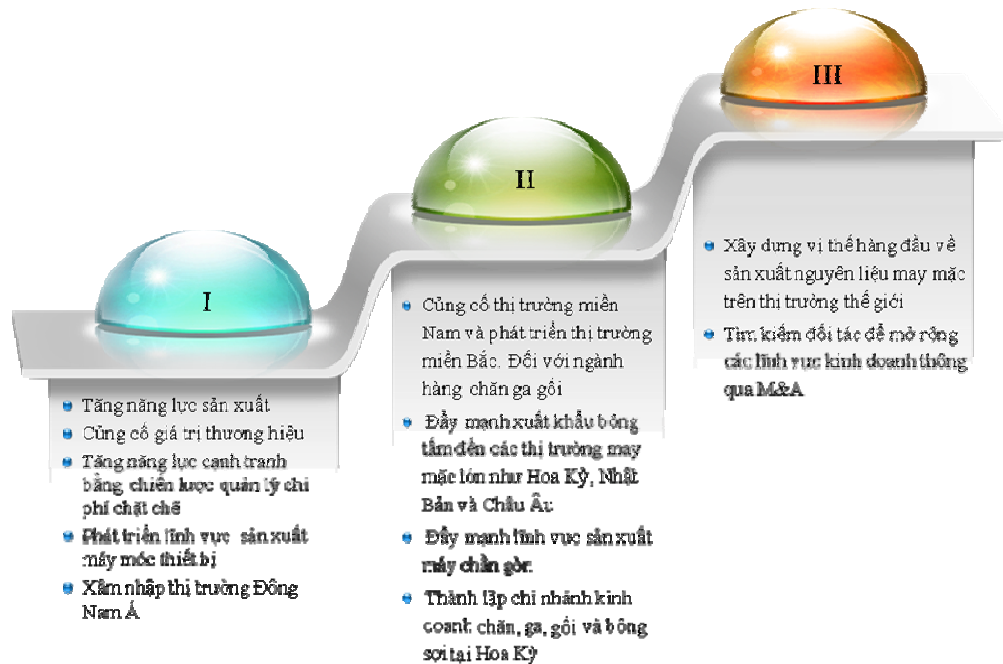 I
Tăng năng lực sản xuất
Củng cố giá trị thương hiệu
Tăng năng lực cạnh tranh
bằng chiến lược quản lý chi
phí chặt chẽ
Phát triển lĩnh vực sản xuất
máy móc thiết bị
Xâm nhập thị trường Đông
Nam Á
II
Củng cố thị trường miền
Nam và phát triển thị trường
miền Bắc. Đối với ngành
hàng chăn ga gối
Đẩy mạnh xuất khẩu bông
tấm đến các thị trường may
mặc lớn như Hoa Kỳ, Nhật
Bản và Châu Âu
Đẩy mạnh lĩnh vực sản xuất
máy chần gòn.
Thành lập chi nhánh kinh
doanh chăn, ga, gối và bông
sợi tại Hoa Kỳ
III
Xây dựng vị thế hàng đầu về
sản xuất nguyên liệu may mặc
trên thị trường thế giới
Tìm kiếm đối tác để mở rộng
các lĩnh vực kinh doanh thông
qua M&A